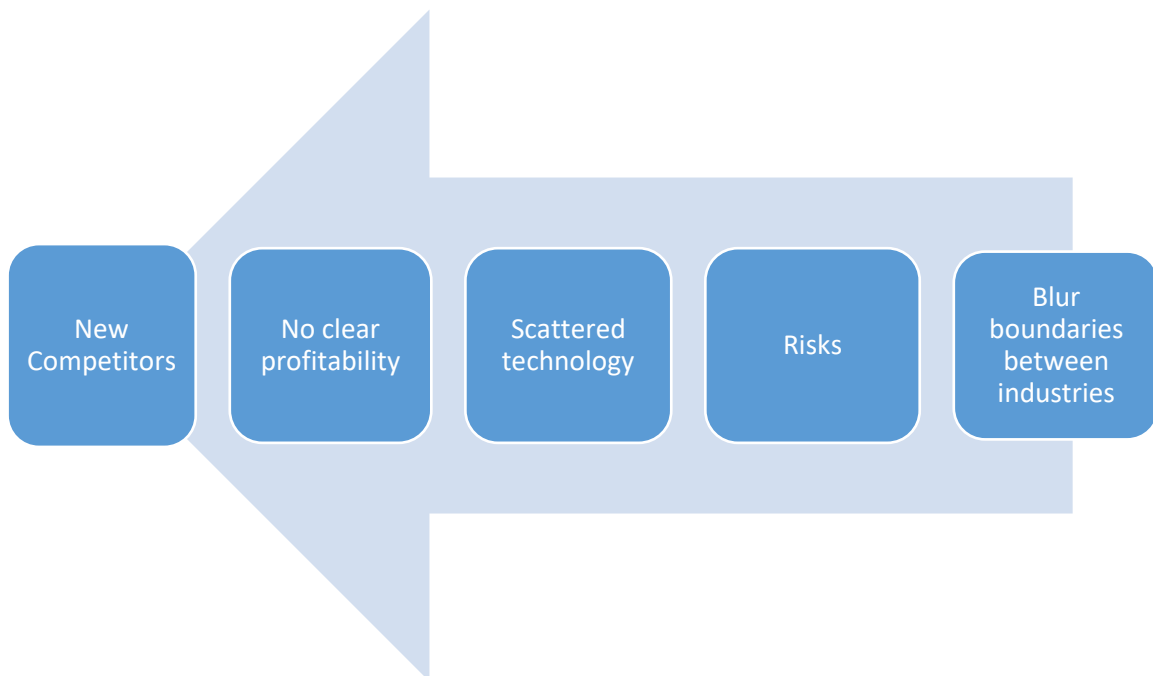 New
Competitors
No clear
profitability
Scattered
technology
Risks
Blur
boundaries
between
industries